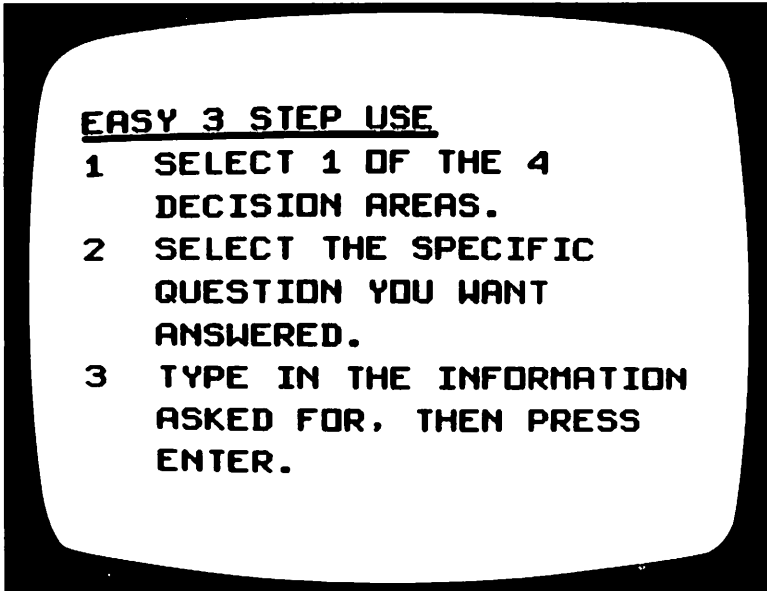 EASY 3 STEP USE
1 SELECT 1 OF THE 4
DECISION AREAS.
2 SELECT THE SPECIFIC
QUESTION YOU WANT
ANSWERED.
3 TYPE IN THE INFORMATION
ASKED FOR, THEN PRESS
ENTER.